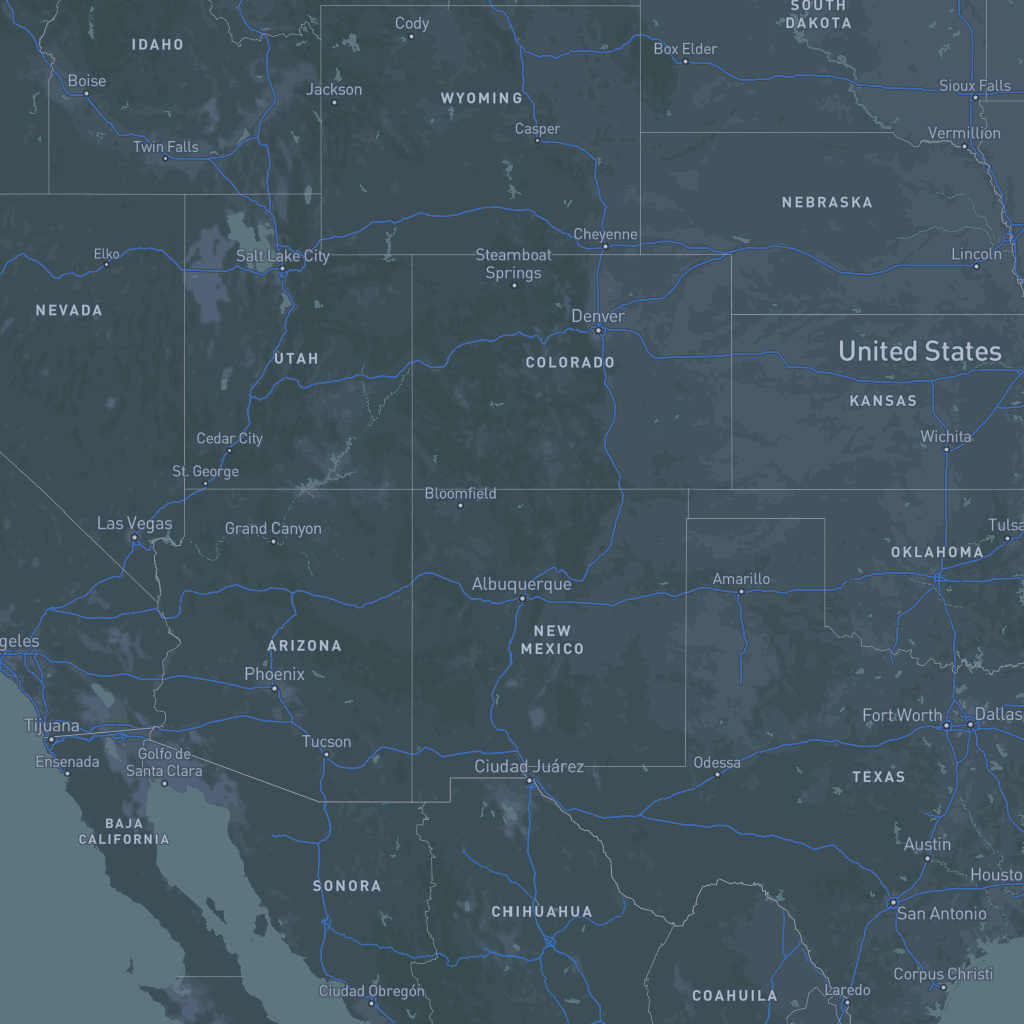 SOUTH
DAKOTA
Cody
IDAHO
Box Elder
Boise
Jackson
WYOMING
Sioux Falls
Casper
Vermillion
Twin Falls
NEBRASKA
Cheyenne
Elko
Salt Lake City
Steamboat
Springs
Lincoln
NEVADA
Denver
United States
UTAH
COLORADO
KANSAS
Cedar City
Wichita
St. George
Bloomfield
Las Vegas
Grand Canyon
Tulsa
OKLAHOMA
Albuquerque
Amarillo
geles
ARIZONA
NEW
MEXICO
Phoenix
Tijuana
Fort Worth
Dallas
Tucson
Ensenada
Golfo de
Santa Clara
Ciudad Juárez
Odessa
TEXAS
BAJA
CALIFORNIA
Austin
SONORA
Housto
CHIHUAHUA
San Antonio
Corpus Christi
Ciudad Obregón
COAHUILA
Laredo